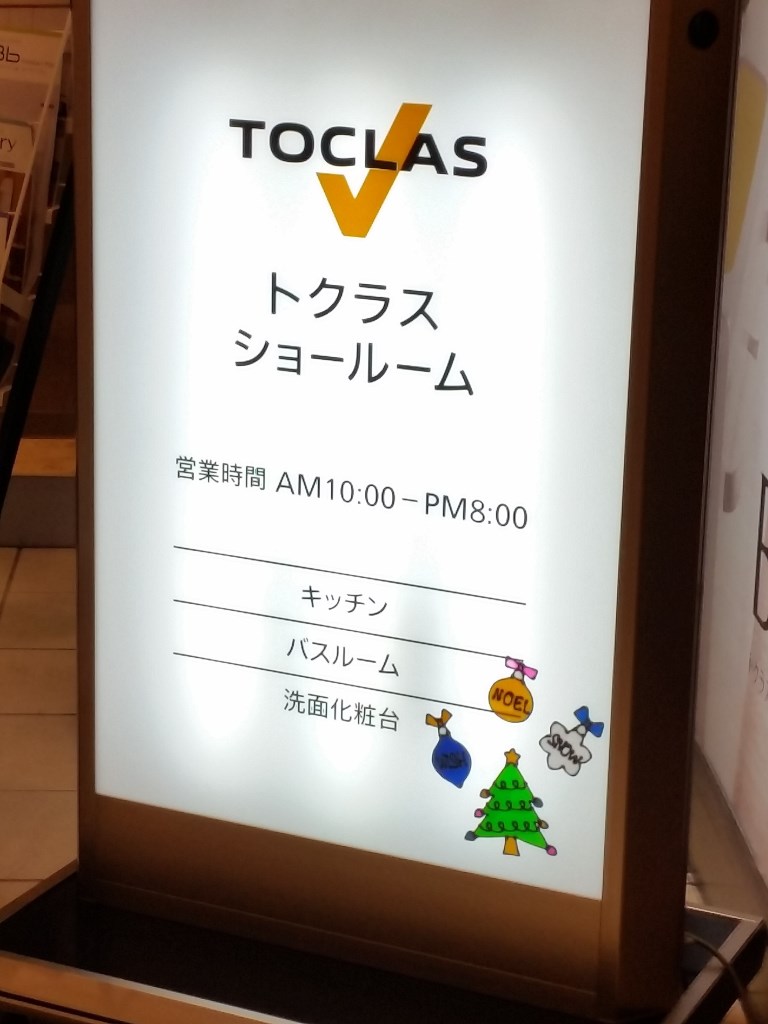 TOCLAS
トクラス
ショールーム
営業時間 AM10:00－PM8:00
キッチン
バスルーム
洗面化粧台
NOEL
SNOW